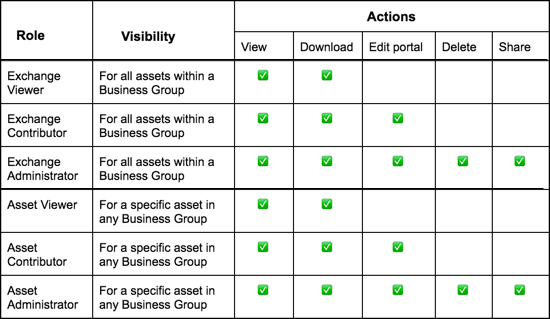 Role
Visibility
Actions
View
Download
Edit portal
Delete
Share
Exchange
Viewer
For all assets within a
Business Group
✅ ✅
Exchange
Contributor
For all assets within a
Business Group
✅ ✅ ✅
Exchange
Administrator
For all assets within a
Business Group
✅ ✅ ✅ ✅ ✅
Asset Viewer
For a specific asset in
any Business Group
✅ ✅
Asset
Contributor
For a specific asset in
any Business Group
✅ ✅ ✅
Asset
Administrator
For a specific asset in
any Business Group
✅ ✅ ✅ ✅ ✅